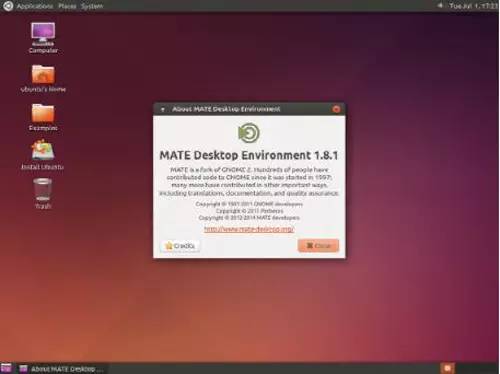 Applications Places System
Tue Jul 1, 17:23
Computer
Ubuntu's Home
Examples
Install Ubuntu
Trash
About MATE Desktop Environment
MATE Desktop Environment 1.8.1
MATE is a fork of GNOME 2. Hundreds of people have
contributed code to GNOME since it was started in 1997;
many more have contributed in other important ways,
including translations, documentation, and quality assurance.
Copyright © 1997-2011 GNOME developers
Copyright © 2011 Perberos
Copyright © 2012-2014 MATE developers
http://www.mate-desktop.org/
Credits
Close
About MATE Desktop ...